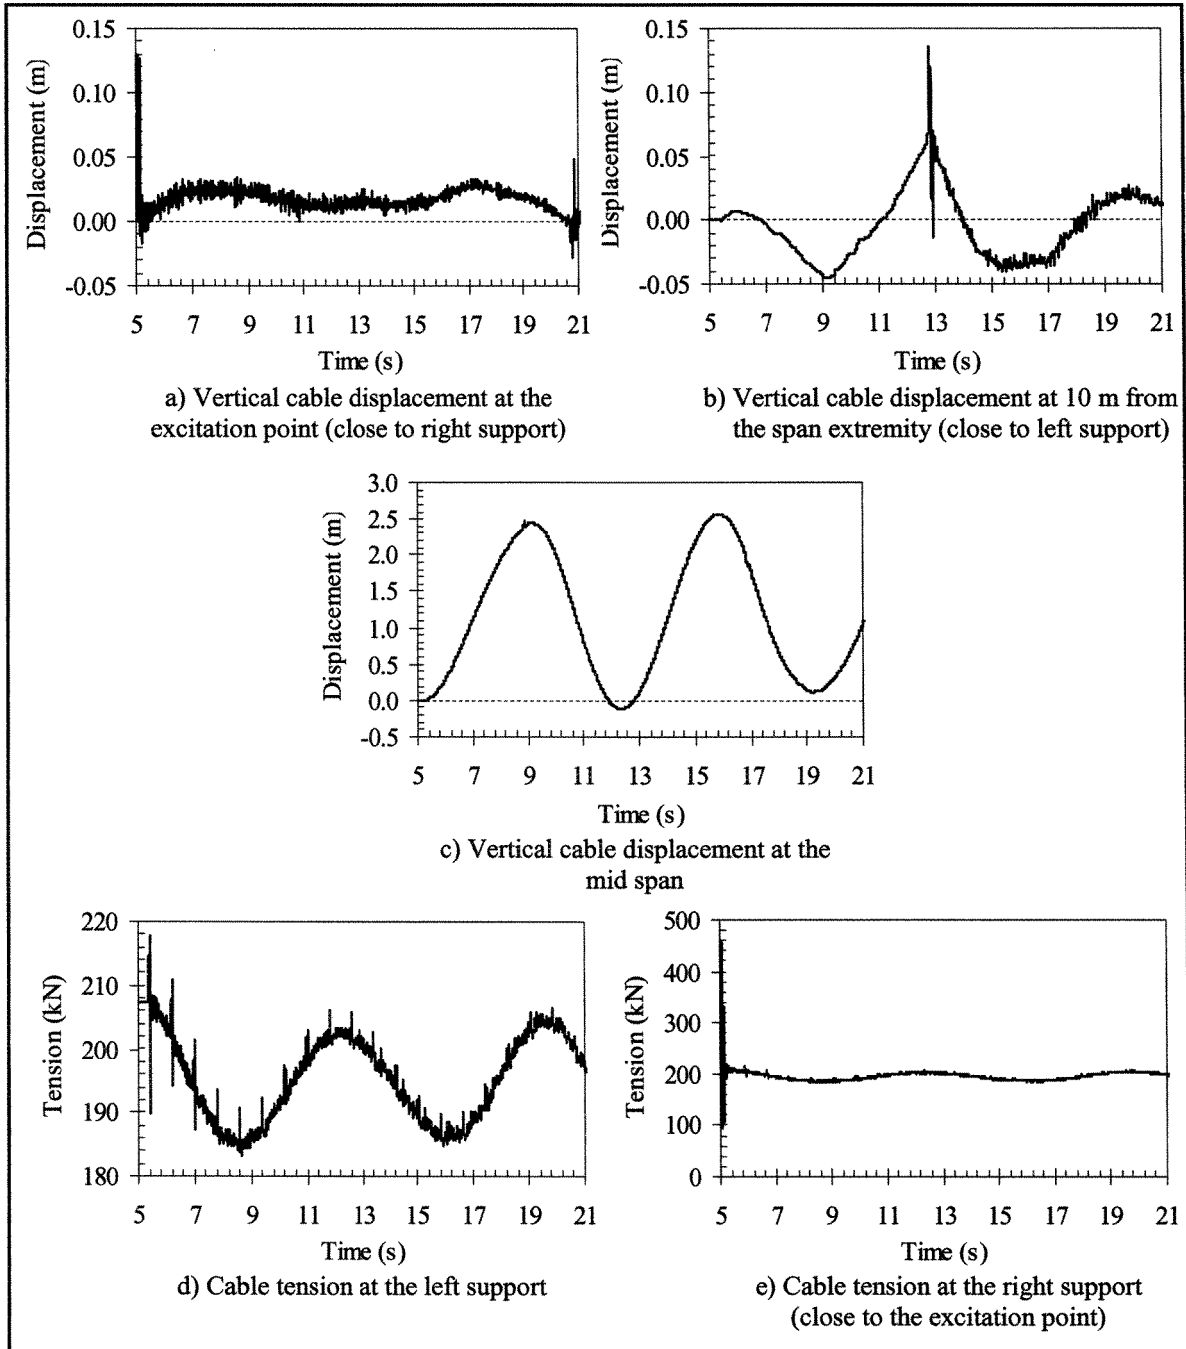 0.15
0.10
0.05
0.00
-0.05
Displacement (m)
5 7 9 11 13 15 17 19 21
Time (s)
a) Vertical cable displacement at the
excitation point (close to right support)
0.15
0.10
0.05
0.00
-0.05
Displacement (m)
5 7 9 11 13 15 17 19 21
Time (s)
b) Vertical cable displacement at 10 m from
the span extremity (close to left support)
3.0
2.5
2.0
1.5
1.0
0.5
0.0
-0.5
Displacement (m)
5 7 9 11 13 15 17 19 21
Time (s)
c) Vertical cable displacement at the
mid span
220
210
200
190
180
Tension (kN)
5 7 9 11 13 15 17 19 21
Time (s)
d) Cable tension at the left support
500
400
300
200
100
0
Tension (kN)
5 7 9 11 13 15 17 19 21
Time (s)
e) Cable tension at the right support
(close to the excitation point)